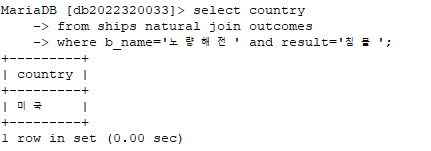 MariaDB [db2022320033]> select country
-> from ships natural join outcomes
-> where b_name='노량해전' and result='침몰';
+---------+
| country |
+---------+
| 미국 |
+---------+
1 row in set (0.00 sec)